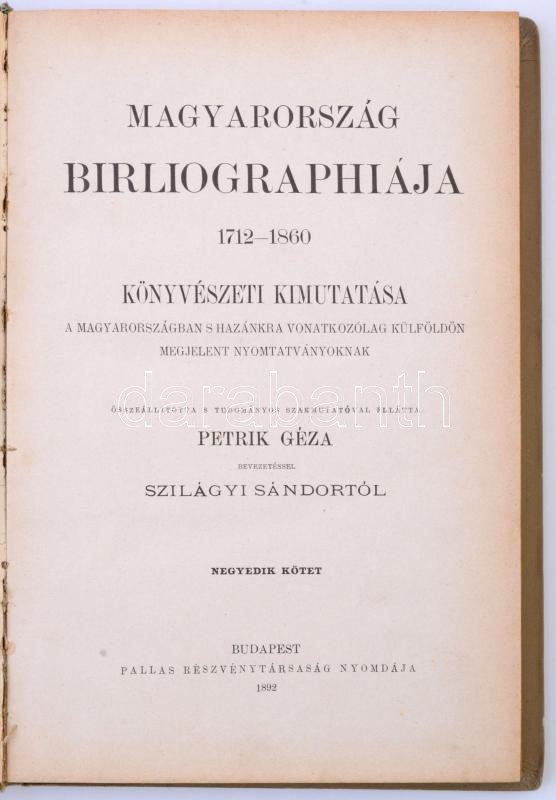 MAGYARORSZÁG
BIRLIOGRAPHIÁJA
1712—1860
KÖNYVÉSZETI KIMUTATÁSA
A MAGYARORSZÁGBAN S HAZÁNKRA VONATKOZÓLAG KÜLFÖLDÖN
MEGJELENT NYOMTATVÁNYOKNAK
darabanth
ÖSSZEÁLLÍTOTTA S TUDOMÁNYOS SZAKMUTATÓVAL ELLÁTTA
PETRIK GÉZA
BEVEZETÉSSEL
SZILÁGYI SÁNDORTÓL
NEGYEDIK KÖTET
BUDAPEST
PALLAS RÉSZVÉNYTÁRSASÁG NYOMDÁJA
1892